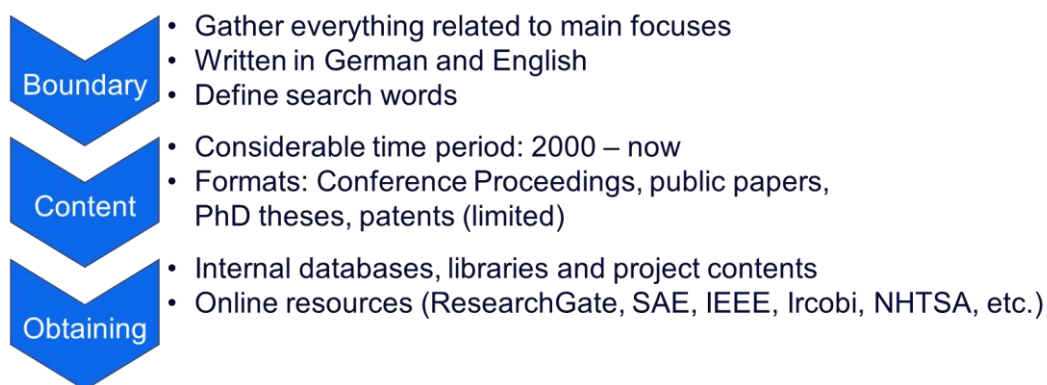 Boundary
• Gather everything related to main focuses
• Written in German and English
• Define search words
Content
• Considerable time period: 2000 – now
• Formats: Conference Proceedings, public papers,
PhD theses, patents (limited)
Obtaining
• Internal databases, libraries and project contents
• Online resources (ResearchGate, SAE, IEEE, Ircobi, NHTSA, etc.)